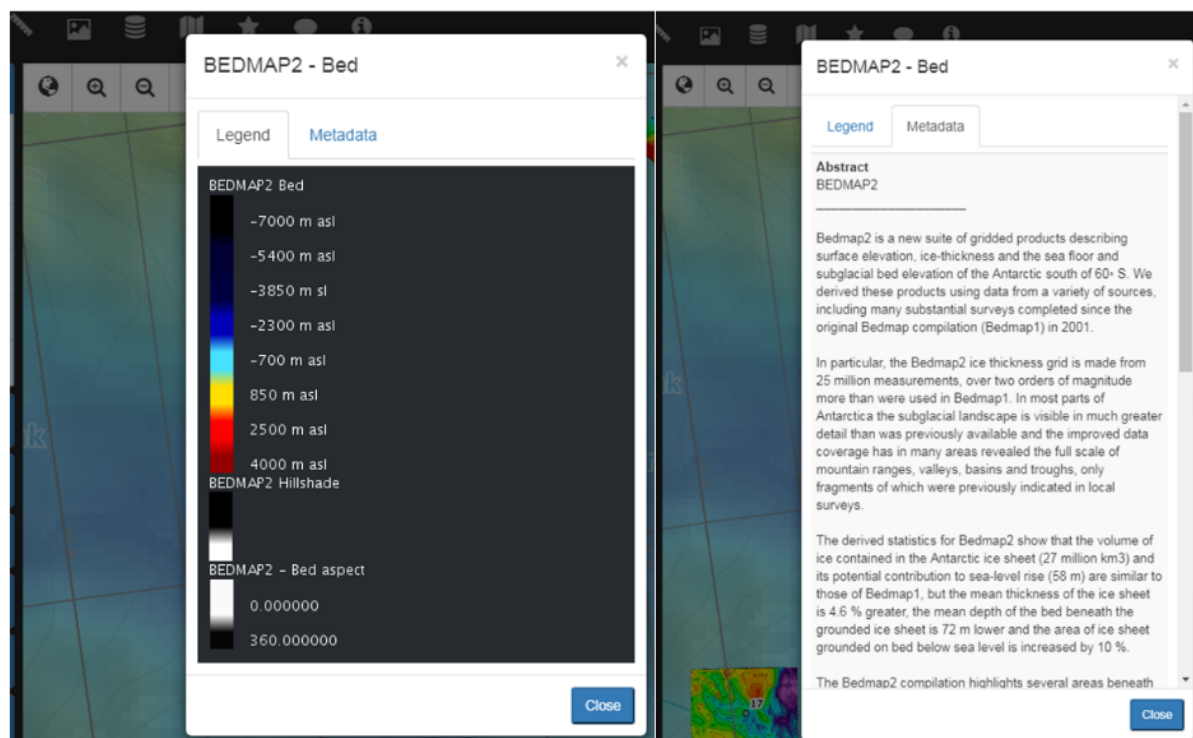 BEDMAP2 - Bed
×
Legend
Metadata
BEDMAP2 Bed
-7000 m asl
-5400 m asl
-3850 m sl
-2300 m asl
-700 m asl
850 m asl
2500 m asl
4000 m asl
BEDMAP2 Hillshade
BEDMAP2 - Bed aspect
0.000000
360.000000
Close
nk
BEDMAP2 - Bed
×
Legend
Metadata
Abstract
BEDMAP2
Bedmap2 is a new suite of gridded products describing
surface elevation, ice-thickness and the sea floor and
subglacial bed elevation of the Antarctic south of 60◦ S. We
derived these products using data from a variety of sources,
including many substantial surveys completed since the
original Bedmap compilation (Bedmap1) in 2001.
In particular, the Bedmap2 ice thickness grid is made from
25 million measurements, over two orders of magnitude
more than were used in Bedmap1. In most parts of
Antarctica the subglacial landscape is visible in much greater
detail than was previously available and the improved data
coverage has in many areas revealed the full scale of
mountain ranges, valleys, basins and troughs, only
fragments of which were previously indicated in local
surveys.
The derived statistics for Bedmap2 show that the volume of
ice contained in the Antarctic ice sheet (27 million km3) and
its potential contribution to sea-level rise (58 m) are similar to
those of Bedmap1, but the mean thickness of the ice sheet
is 4.6 % greater, the mean depth of the bed beneath the
grounded ice sheet is 72 m lower and the area of ice sheet
grounded on bed below sea level is increased by 10 %.
The Bedmap2 compilation highlights several areas beneath
17
Close